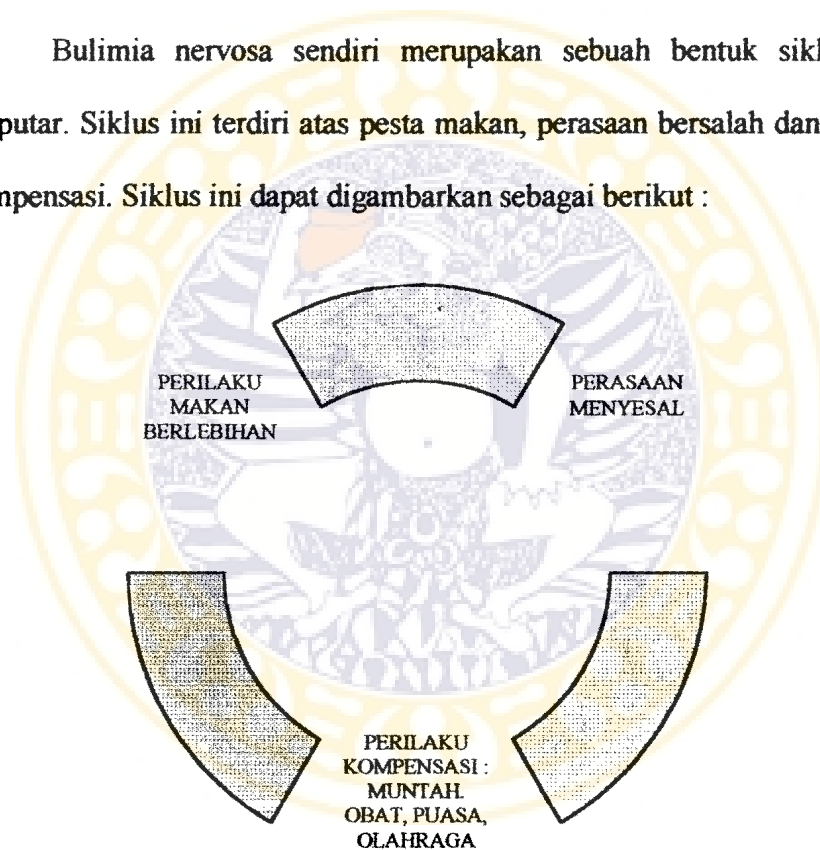 Bulimia nervosa sendiri merupakan sebuah bentuk sikl
putar. Siklus ini terdiri atas pesta makan, perasaan bersalah dan
mpensasi. Siklus ini dapat digambarkan sebagai berikut :
PERILAKU
MAKAN
BERLEBIHAN
PERASAAN
MENYESAL
PERILAKU
KOMPENSASI :
MUNTAH.
OBAT, PUASA,
OLAHRAGA